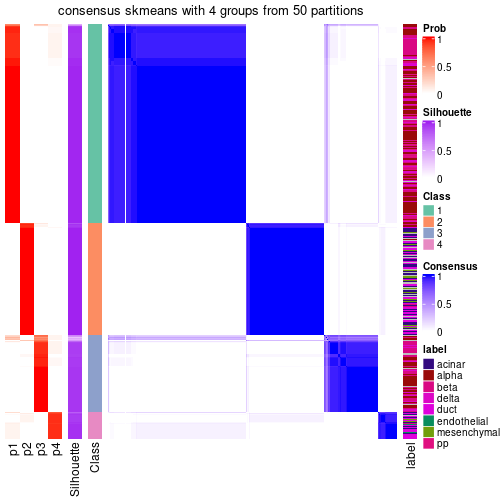 consensus skmeans with 4 groups from 50 partitions
Prob
1
0.5
0
Silhouette
1
0.5
0
Class
1
2
3
4
Consensus
1
0.5
0
label
acinar
alpha
beta
delta
duct
endothelial
mesenchymal
pp
p1
p2
p3
p4
Silhouette
Class
label